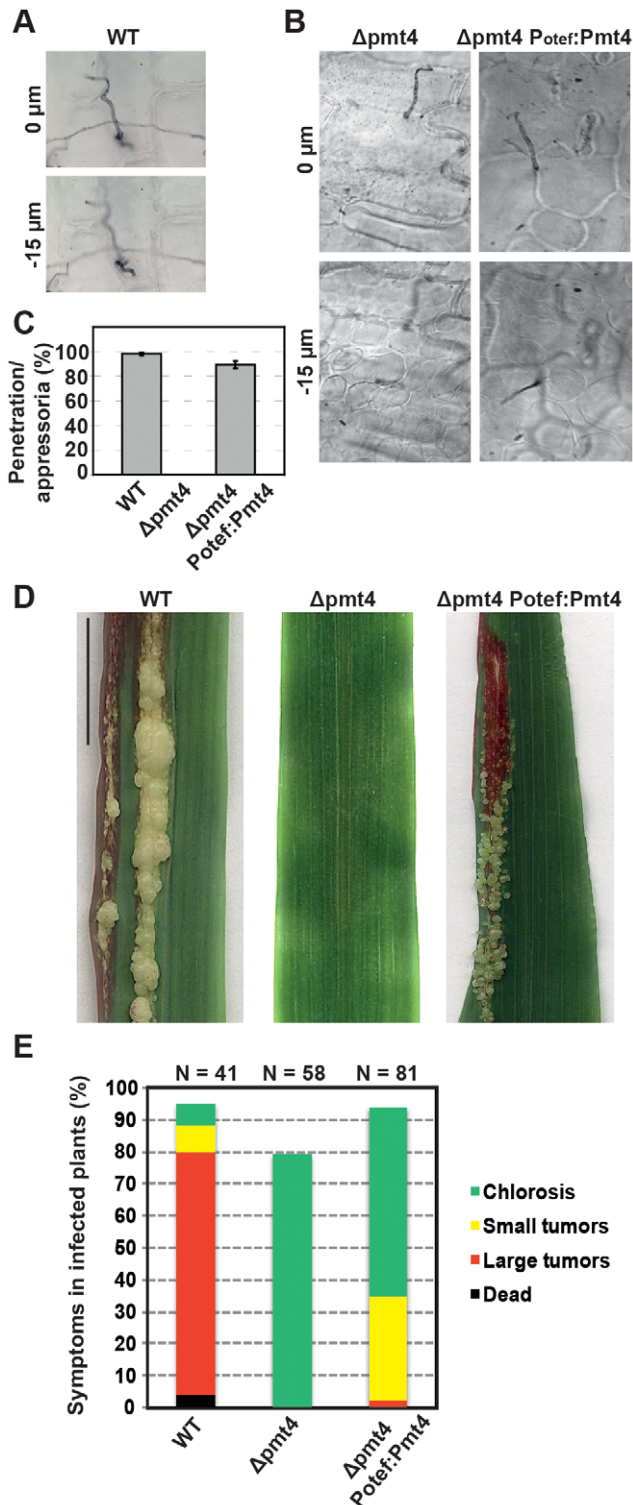 A
WT
0 µm
-15 µm
B
Δpmt4
Δpmt4 Potef:Pmt4
0 µm
-15 µm
C
Penetration/
appressoria (%)
100
80
60
40
20
0
WT
Δpmt4
Δpmt4
Potef:Pmt4
D
WT
Δpmt4
Δpmt4 Potef:Pmt4
E
N = 41
N = 58
N = 81
Symptoms in infected plants (%)
100
90
80
70
60
50
40
30
20
10
0
WT
Δpmt4
Δpmt4
Potef:Pmt4
Chlorosis
Small tumors
Large tumors
Dead